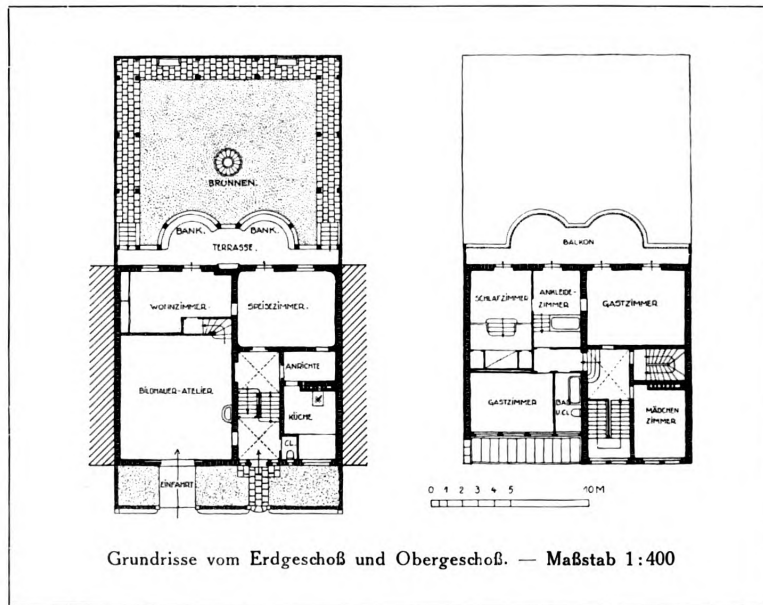 BRUNNEN.
BANK.
BANK.
TERRASSE.
WOHNZIMMER.
SPEISEZIMMER.
ANRICHTE
BILDHAUER-ATELIER
KÜCHE
CL.
EINFAHRT
BALKON
SCHLAFZIMMER
ANKLEIDE-
ZIMMER
GASTZIMMER
GASTZIMMER
BAD
U.CL.
MÄDCHEN
ZIMMER
0 1 2 3 4 5 10 M
Grundrisse vom Erdgeschoß und Obergeschoß. — Maßstab 1:400